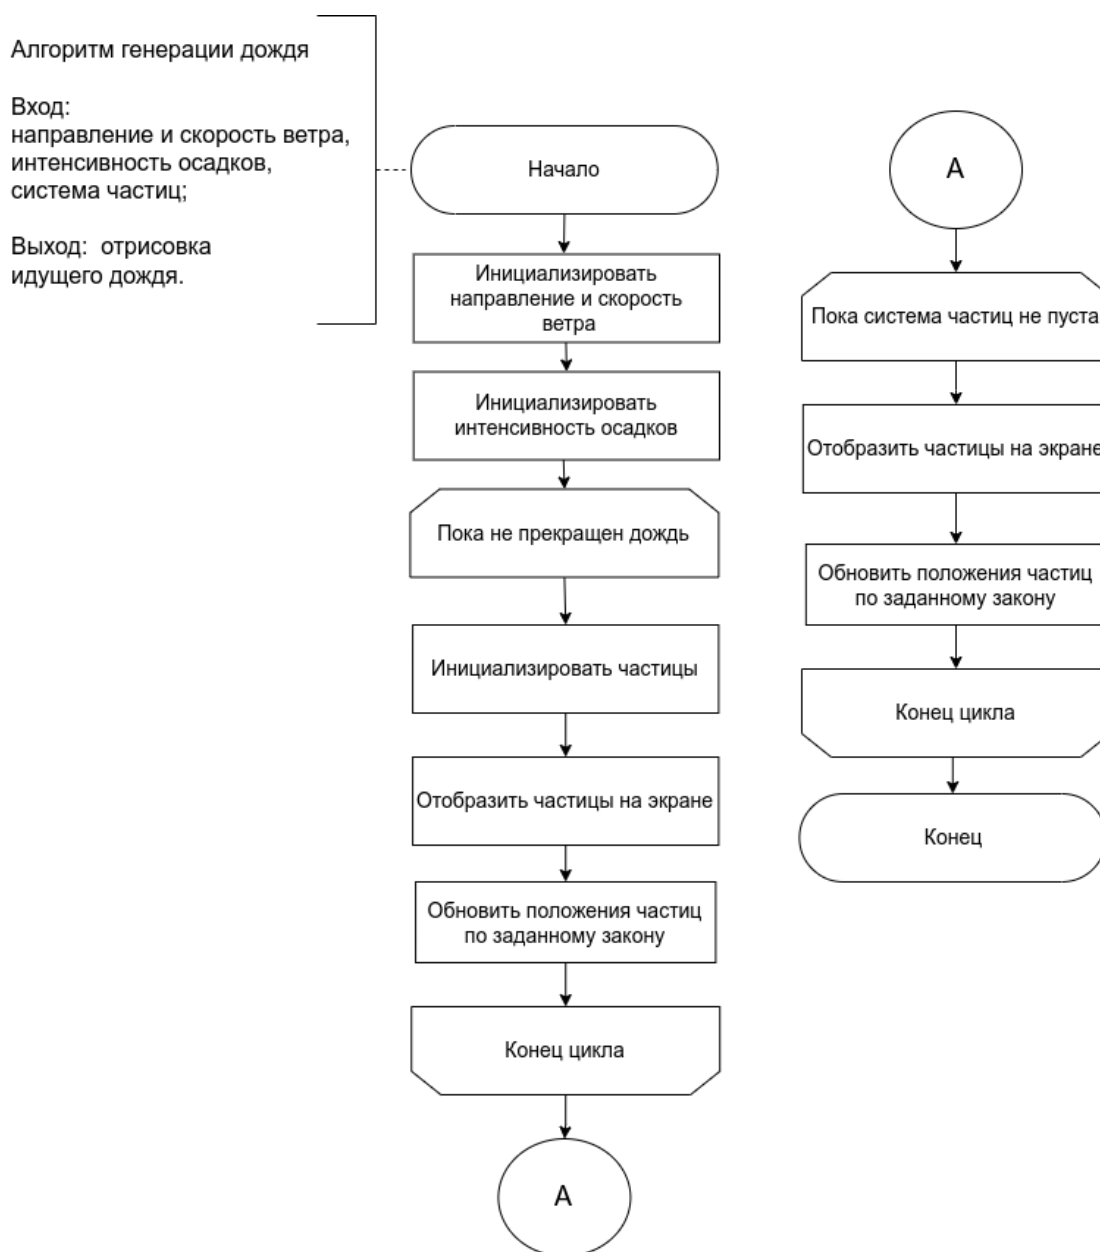 Алгоритм генерации дождя
Вход:
направление и скорость ветра,
интенсивность осадков,
система частиц;
Выход: отрисовка
идущего дождя.
Начало
Инициализировать
направление и скорость
ветра
Инициализировать
интенсивность осадков
Пока не прекращен дождь
Инициализировать частицы
Отобразить частицы на экране
Обновить положения частиц
по заданному закону
Конец цикла
А
А
Пока система частиц не пуста
Отобразить частицы на экране
Обновить положения частиц
по заданному закону
Конец цикла
Конец